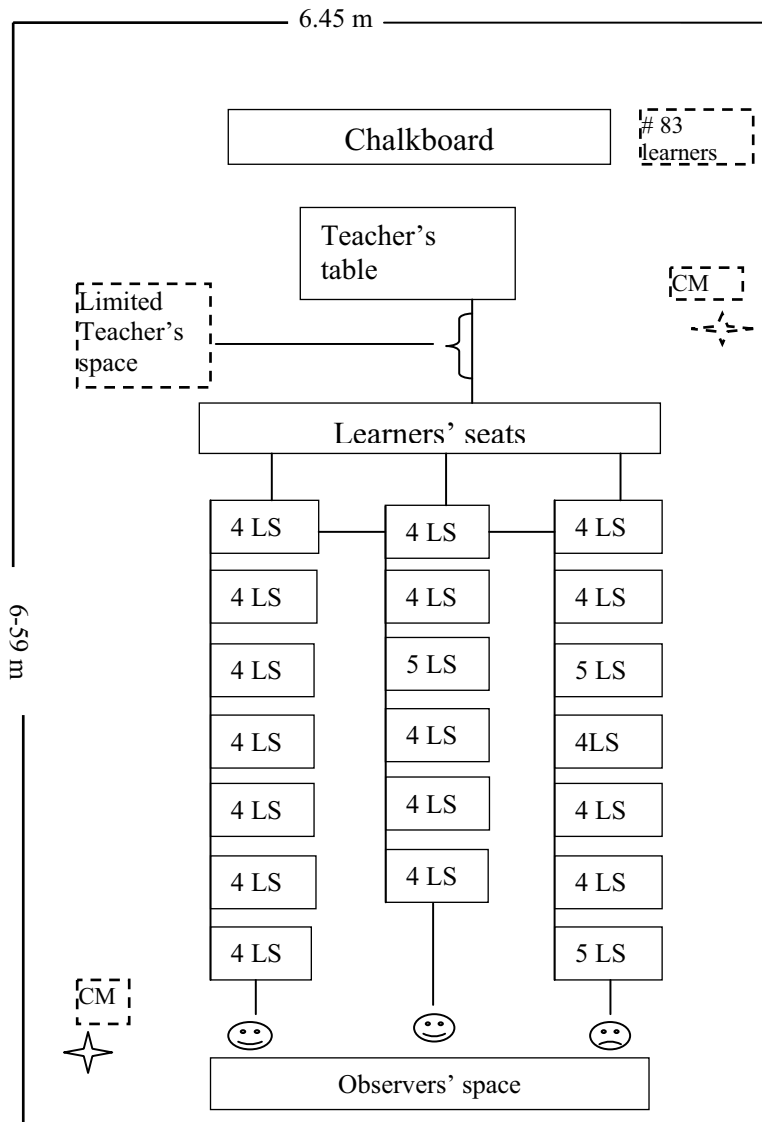 6.45 m
Chalkboard
# 83
learners
Teacher’s
table
CM
Limited
Teacher’s
space
Learners’ seats
4 LS
4 LS
4 LS
4 LS
4 LS
4 LS
4 LS
5 LS
5 LS
4 LS
4 LS
4LS
4 LS
4 LS
4 LS
4 LS
4 LS
4 LS
4 LS
5 LS
6-59 m
CM
Observers’ space